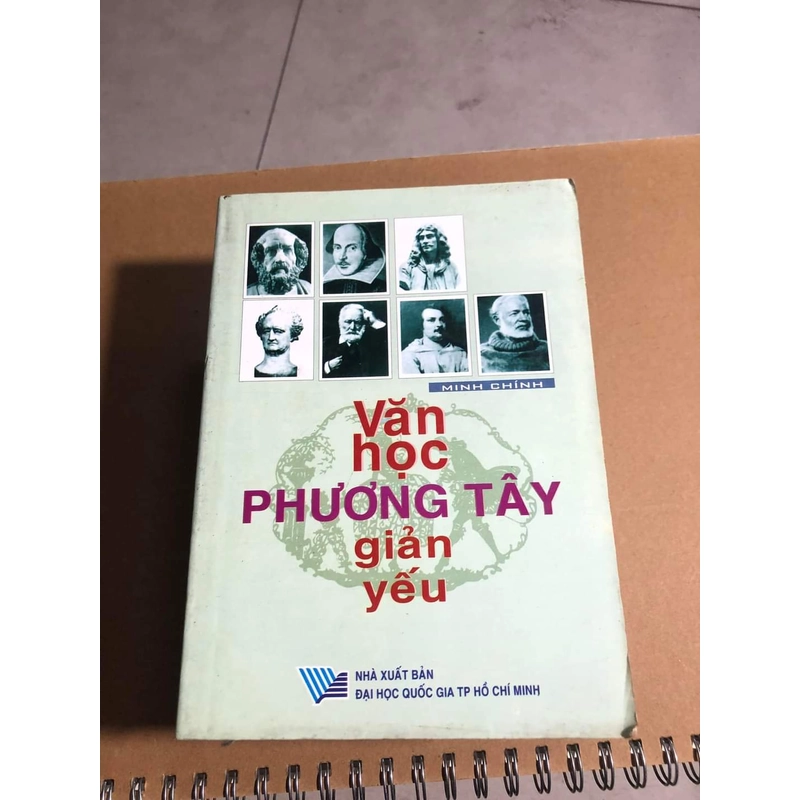 MINH CHÍNH
Văn
học
PHƯƠNG TÂY
giản
yếu
NHÀ XUẤT BẢN
ĐẠI HỌC QUỐC GIA TP HỒ CHÍ MINH